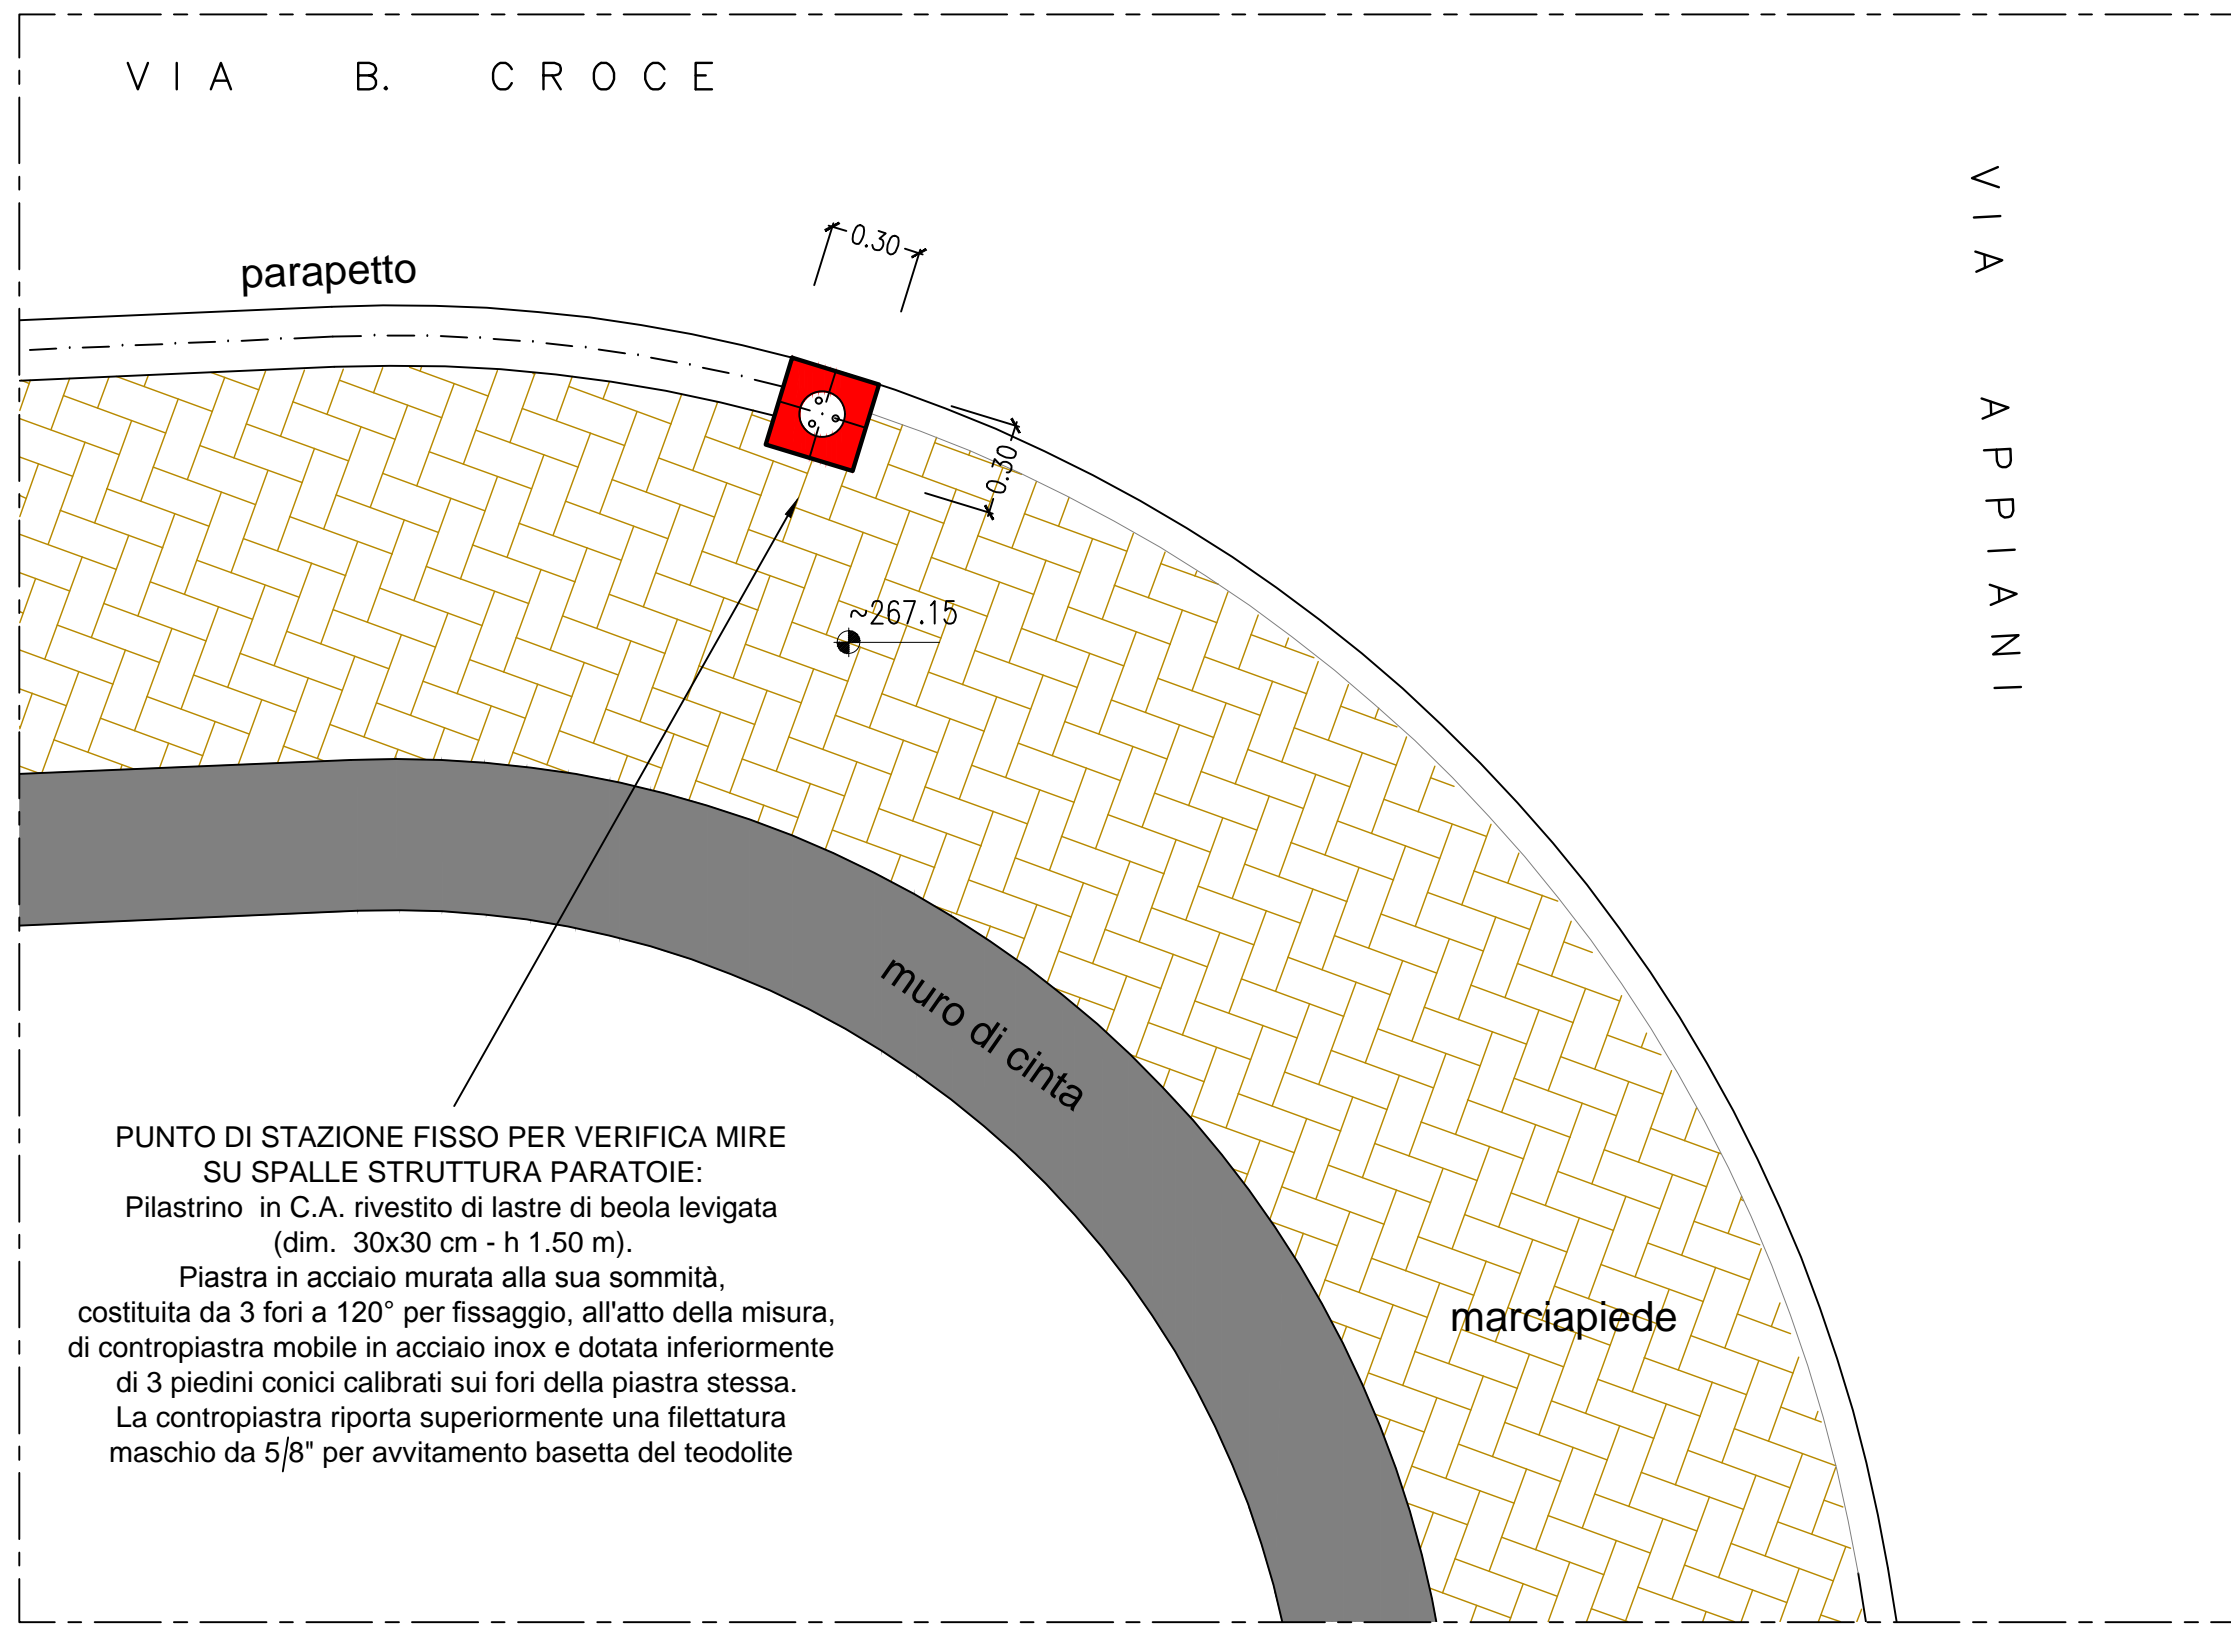 VIA B. CROCE
VIA APPIANI
0.30
parapetto
0.30
~267.15
muro di cinta
PUNTO DI STAZIONE FISSO PER VERIFICA MIRE
SU SPALLE STRUTTURA PARATOIE:
Pilastrino in C.A. rivestito di lastre di beola levigata
(dim. 30x30 cm - h 1.50 m).
Piastra in acciaio murata alla sua sommità,
costituita da 3 fori a 120° per fissaggio, all'atto della misura,
di contropiastra mobile in acciaio inox e dotata inferiormente
di 3 piedini conici calibrati sui fori della piastra stessa.
La contropiastra riporta superiormente una filettatura
maschio da 5/8" per avvitamento basetta del teodolite
marciapiede